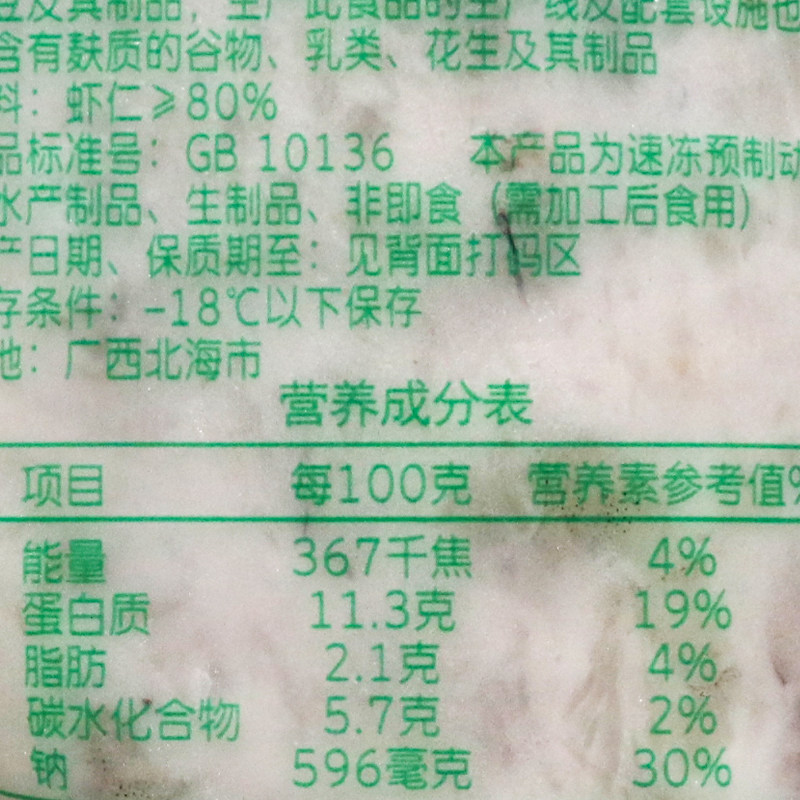 及其制品，生产此食品的生产线及配套设施也
含有麸质的谷物、乳类、花生及其制品
料：虾仁≥80%
品标准号：GB 10136 本产品为速冻预制动
水产制品、生制品、非即食（需加工后食用)
产日期、保质期至：见背面打码区
存条件：-18℃以下保存
地：广西北海市
营养成分表
项目 每100克 营养素参考值%
能量 367千焦 4%
蛋白质 11.3克 19%
脂肪 2.1克 4%
碳水化合物 5.7克 2%
钠 596毫克 30%